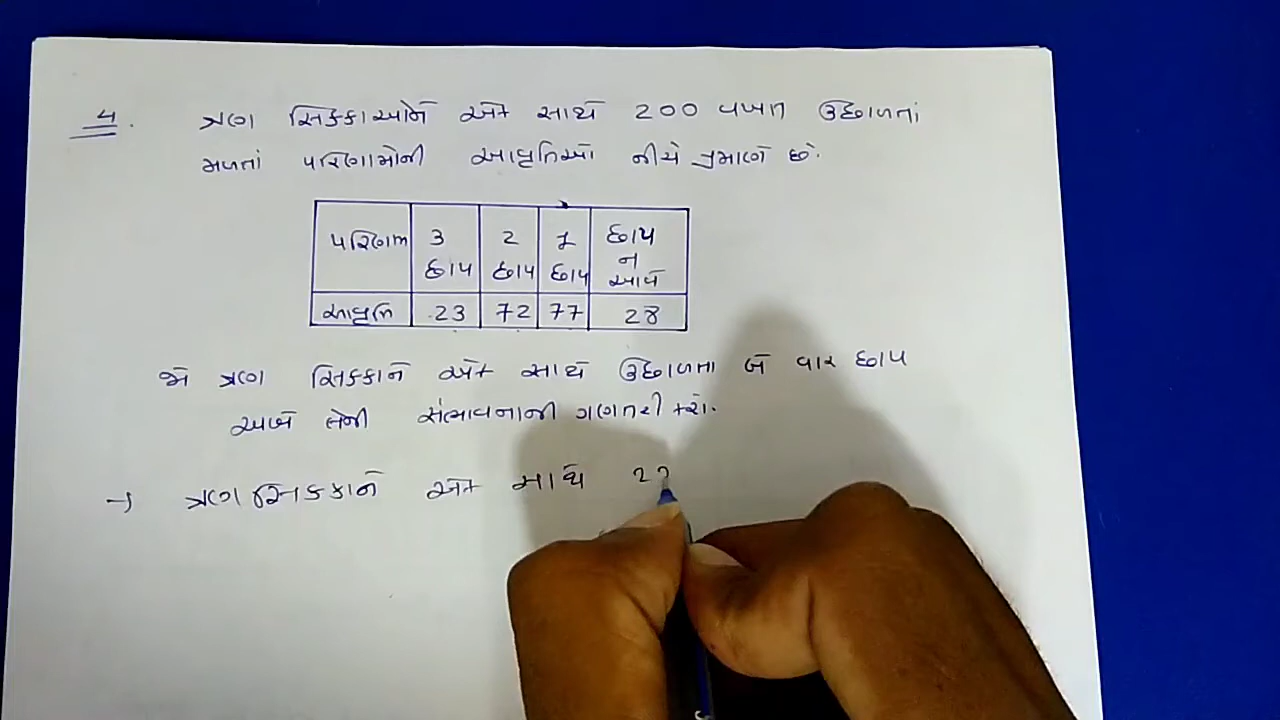 4. ત્રણ સિક્કાઓને એક સાથે 200 વખત ઉછાળતાં
મળતાં પરિણામોની આવૃત્તિઓ નીચે પ્રમાણે છે.
પરિણામ 3 છાપ 2 છાપ 1 છાપ છાપ ન આવે
આવૃત્તિ 23 72 77 28
જો ત્રણ સિક્કાને એક સાથે ઉછાળતા બે વાર છાપ
આવે તેની સંભાવનાની ગણતરી કરો.
→ ત્રણ સિક્કાને એક સાથે 22